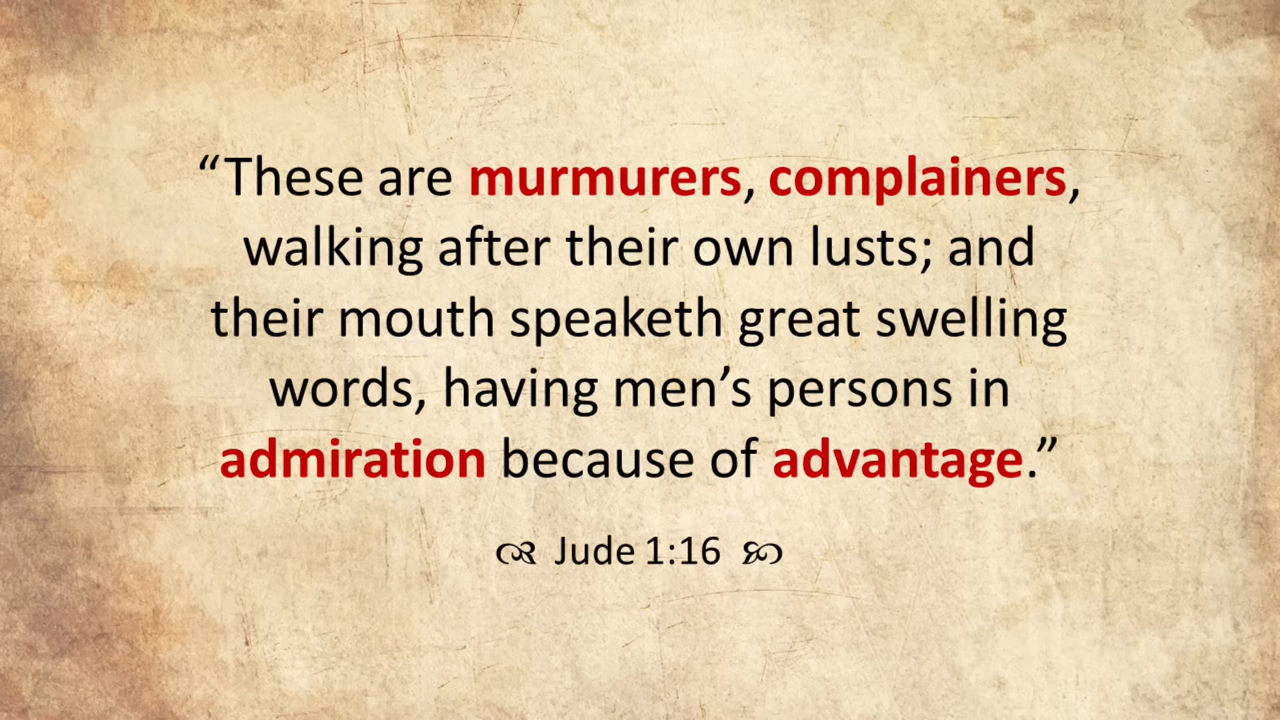 “These are murmurers, complainers,
walking after their own lusts; and
their mouth speaketh great swelling
words, having men’s persons in
admiration because of advantage.”
Jude 1:16